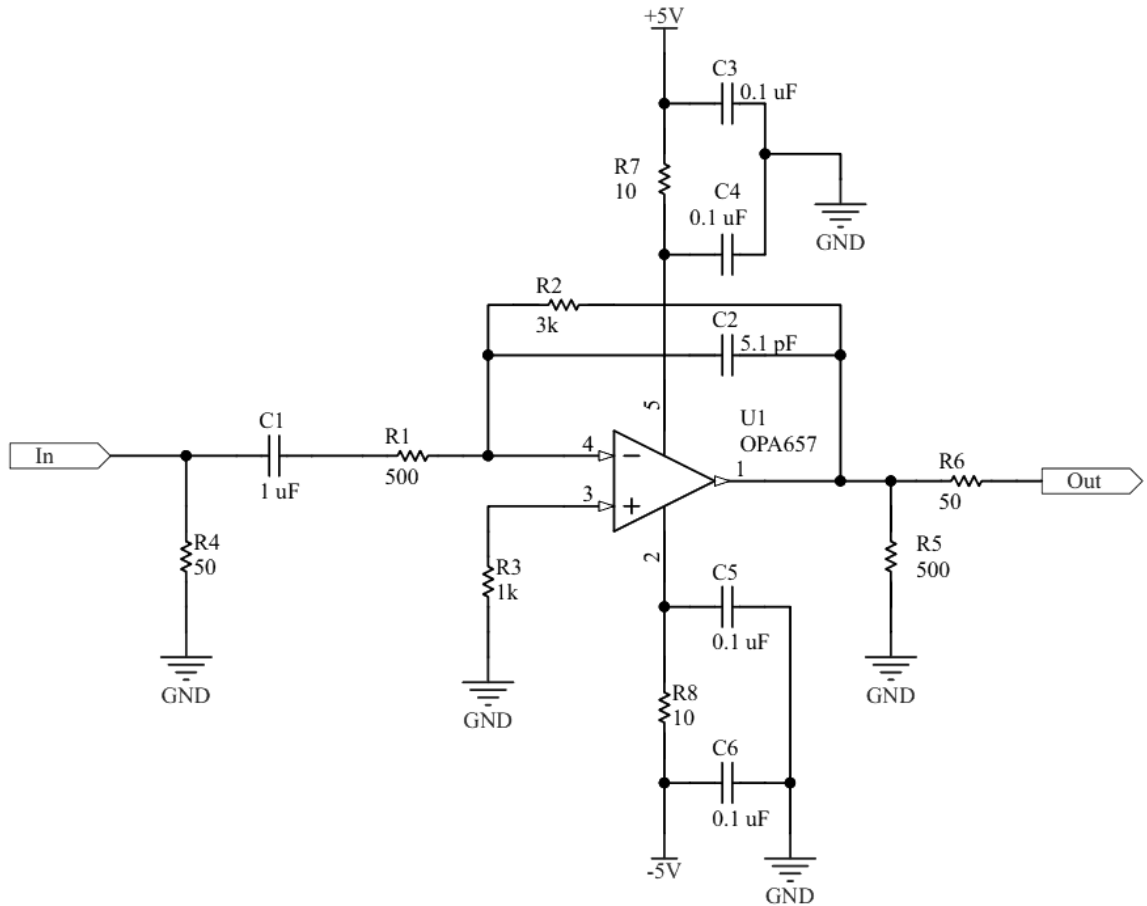 +5V
C3
0.1 uF
R7
10
C4
0.1 uF
GND
R2
3k
C2
5.1 pF
5
U1
OPA657
C1
1 uF
R1
500
In
4
1
3
R6
50
Out
R4
50
R3
1k
2
R5
500
C5
0.1 uF
GND
GND
GND
R8
10
C6
0.1 uF
-5V
GND